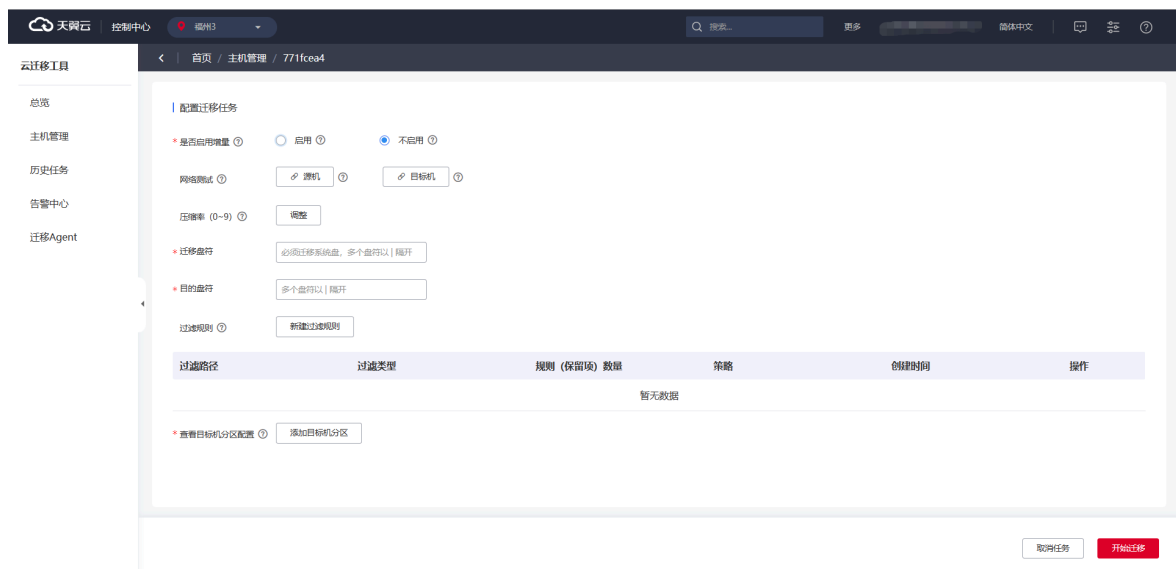 天翼云 控制中心 福州3 搜索... 更多 简体中文
云迁移工具
首页 / 主机管理 / 771fcea4
总览
主机管理
历史任务
告警中心
迁移Agent
配置迁移任务
* 是否启用增量 启用 不启用
网络测试 源机 目标机
压缩率（0~9） 调整
* 迁移盘符 必须迁移系统盘，多个盘符以 | 隔开
* 目的盘符 多个盘符以 | 隔开
过滤规则 新建过滤规则
过滤路径 过滤类型 规则（保留项）数量 策略 创建时间 操作
暂无数据
* 查看目标机分区配置 添加目标机分区
取消任务 开始迁移